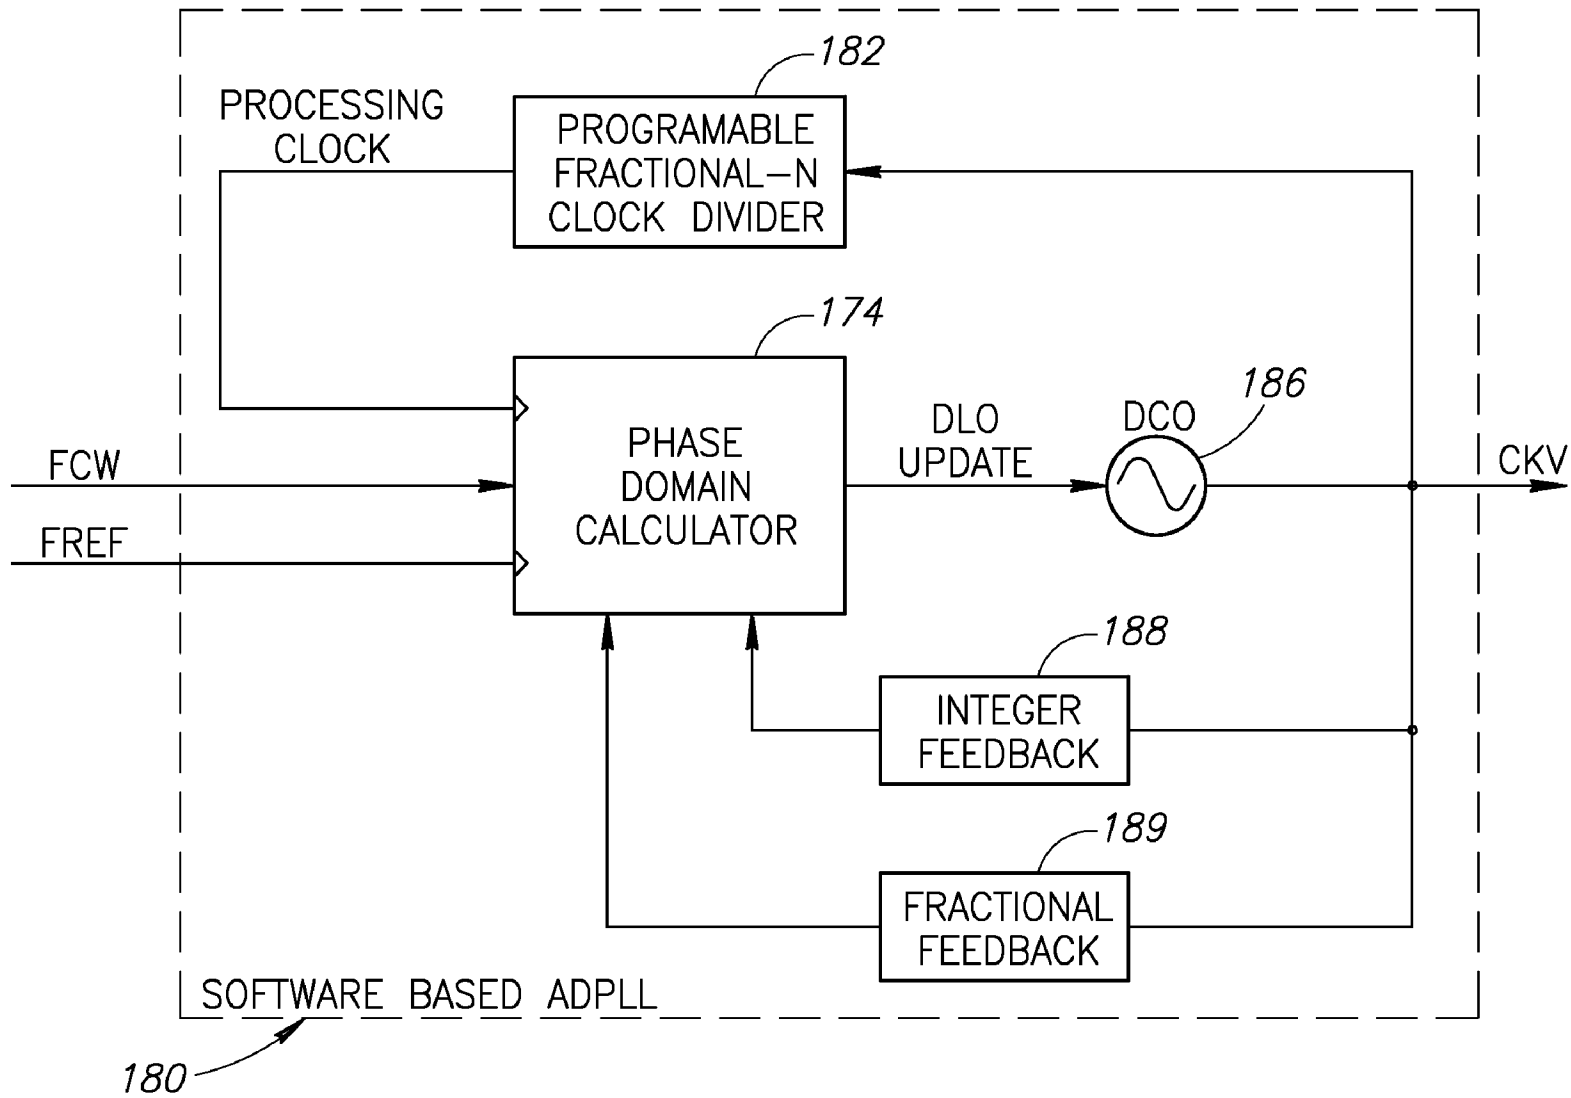 182
PROCESSING
CLOCK
PROGRAMABLE
FRACTIONAL-N
CLOCK DIVIDER
174
PHASE
DOMAIN
CALCULATOR
FCW
FREF
DLO
UPDATE
DCO
186
CKV
188
INTEGER
FEEDBACK
189
FRACTIONAL
FEEDBACK
SOFTWARE BASED ADPLL
180